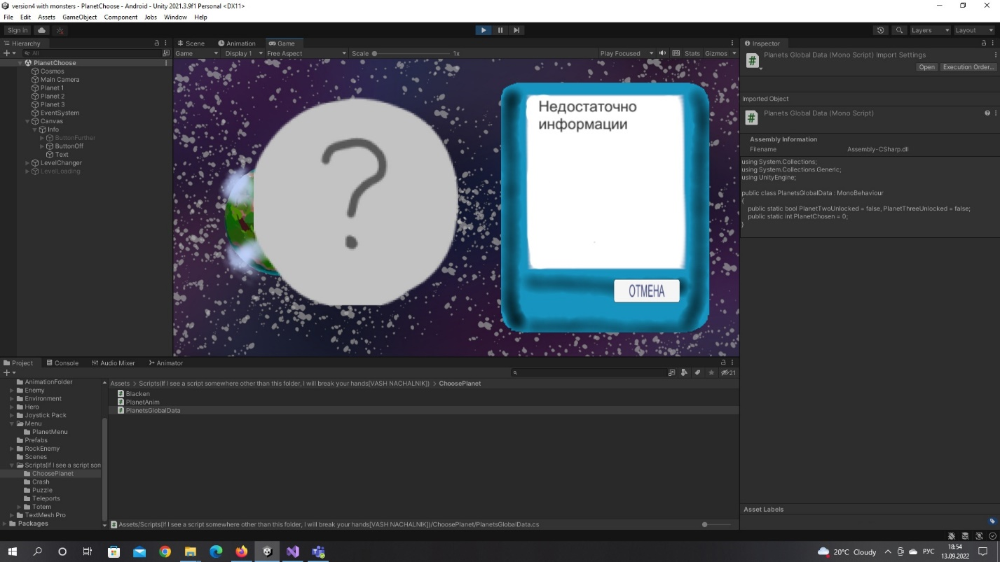 version4 with monsters - PlanetChoose - Android - Unity 2021.3.9f1 Personal <DX11>
File Edit Assets GameObject Component Jobs Window Help
Sign in
Layers Layout
Hierarchy
All
PlanetChoose
Cosmos
Main Camera
Planet 1
Planet 2
Planet 3
EventSystem
Canvas
Info
ButtonFurther
ButtonOff
Text
LevelChanger
LevelLoading
Scene Animation Game
Game Display 1 Free Aspect Scale 1x Play Focused Stats Gizmos
Недостаточно
информации
ОТМЕНА
Inspector
Planets Global Data (Mono Script) Import Settings
Open Execution Order...
Imported Object
Planets Global Data (Mono Script)
Assembly Information
Filename Assembly-CSharp.dll
using System.Collections;
using System.Collections.Generic;
using UnityEngine;
public class PlanetsGlobalData : MonoBehaviour
{
public static bool PlanetTwoUnlocked = false, PlanetThreeUnlocked = false;
public static int PlanetChosen = 0;
}
Asset Labels
Project Console Audio Mixer Animator
21
AnimationFolder
Enemy
Environment
Hero
Joystick Pack
Menu
PlanetMenu
Prefabs
RockEnemy
Scenes
Scripts(If I see a script som
ChoosePlanet
Crash
Puzzle
Teleports
Totem
TextMesh Pro
Packages
Assets > Scripts(If I see a script somewhere other than this folder, I will break your hands[VASH NACHALNIK]) > ChoosePlanet
Blacken
PlanetAnim
PlanetsGlobalData
Assets/Scripts(If I see a script somewhere other than this folder, I will break your hands[VASH NACHALNIK])/ChoosePlanet/PlanetsGlobalData.cs
20°C Cloudy
РУС
18:54
13.09.2022